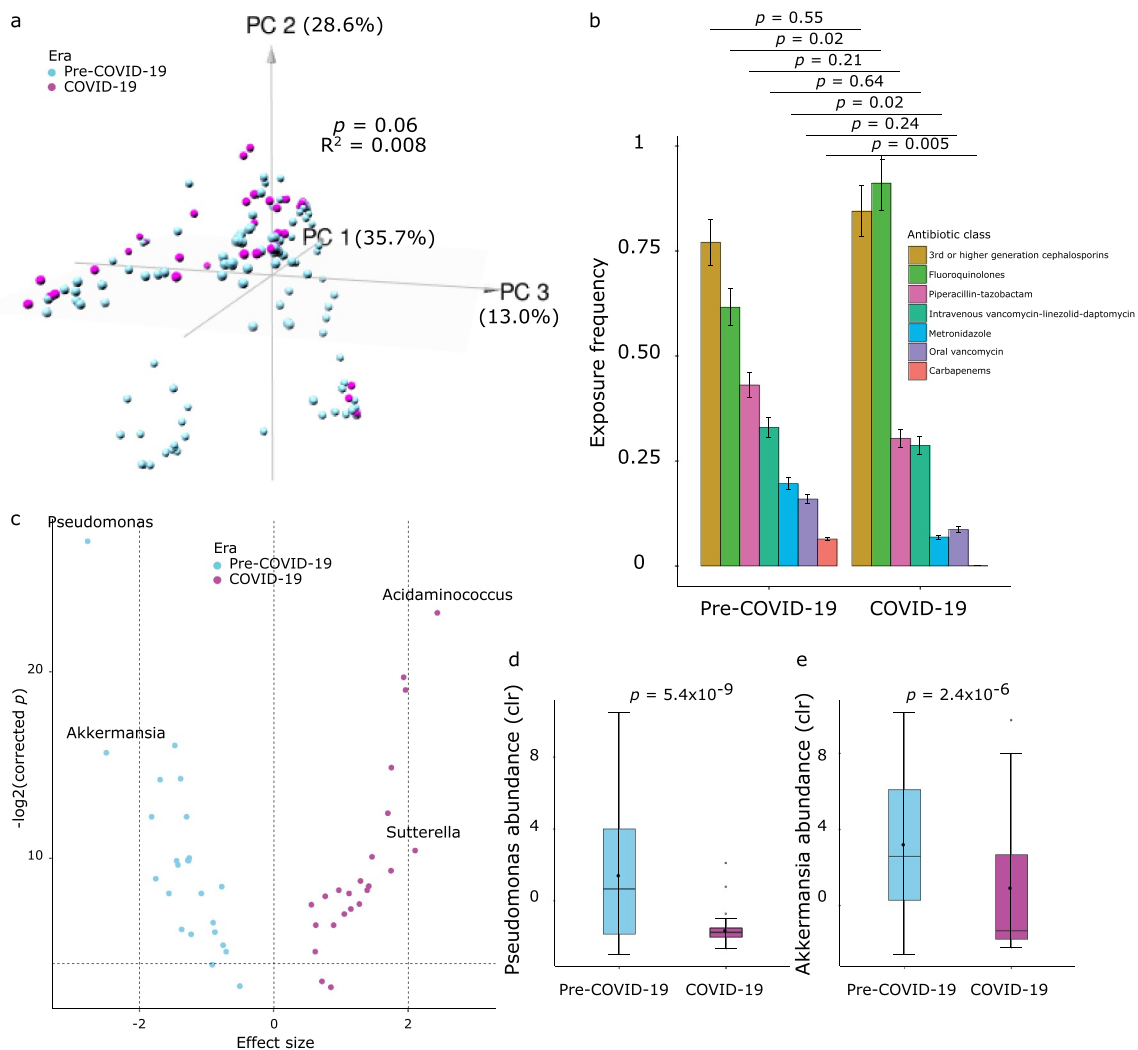 a
PC 2 (28.6%)
Era
Pre-COVID-19
COVID-19
p = 0.06
R2 = 0.008
PC 1 (35.7%)
PC 3
(13.0%)
b
p = 0.55
p = 0.02
p = 0.21
p = 0.64
p = 0.02
p = 0.24
p = 0.005
1
0.75
0.50
0.25
0
Exposure frequency
Antibiotic class
3rd or higher generation cephalosporins
Fluoroquinolones
Piperacillin-tazobactam
Intravenous vancomycin-linezolid-daptomycin
Metronidazole
Oral vancomycin
Carbapenems
Pre-COVID-19
COVID-19
c
Pseudomonas
Era
Pre-COVID-19
COVID-19
Acidaminococcus
Akkermansia
Sutterella
20
10
-log2(corrected p)
-2
0
2
Effect size
d
p = 5.4x10-9
Pseudomonas abundance (clr)
8
4
0
Pre-COVID-19
COVID-19
e
p = 2.4x10-6
Akkermansia abundance (clr)
8
4
0
Pre-COVID-19
COVID-19